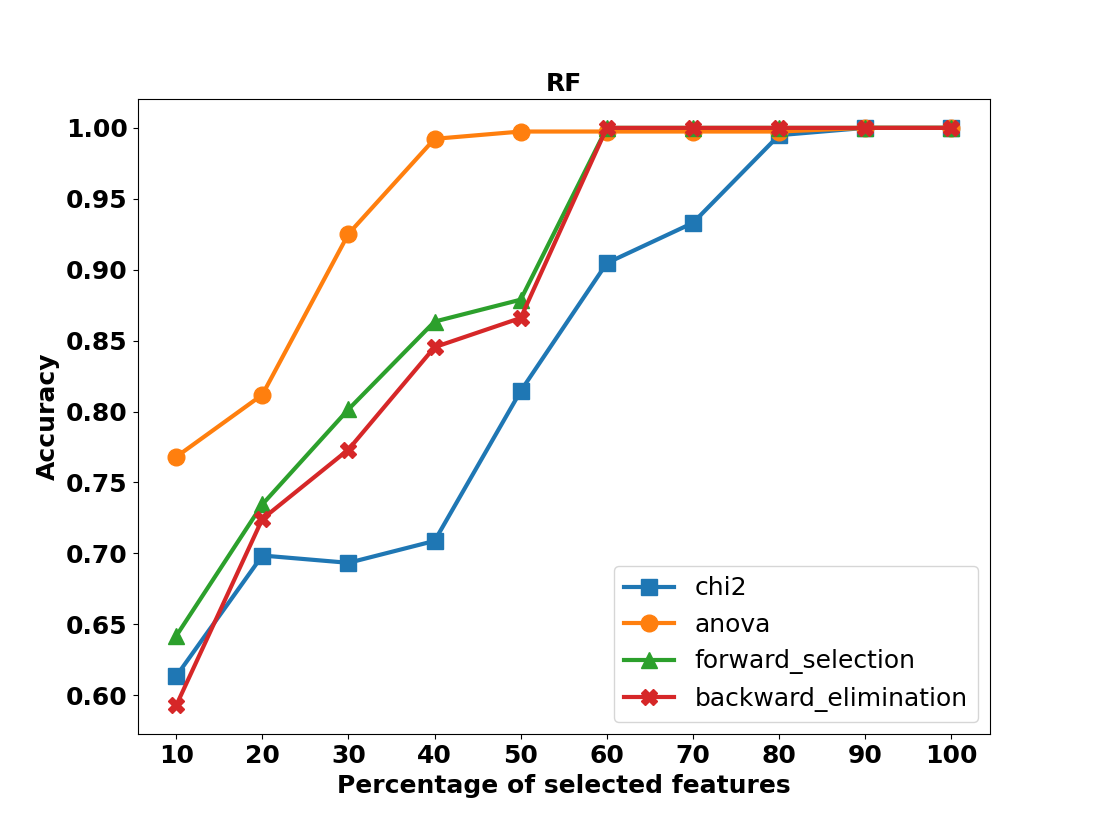 RF
1.00
0.95
0.90
0.85
0.80
0.75
0.70
0.65
0.60
Accuracy
chi2
anova
forward_selection
backward_elimination
10 20 30 40 50 60 70 80 90 100
Percentage of selected features